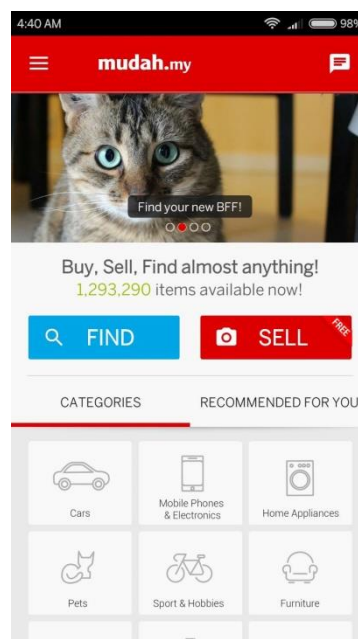 4:40 AM 98%
mudah.my
Find your new BFF!
Buy, Sell, Find almost anything!
1,293,290 items available now!
FIND SELL FREE
CATEGORIES RECOMMENDED FOR YOU
Cars
Mobile Phones
& Electronics
Home Appliances
Pets
Sport & Hobbies
Furniture